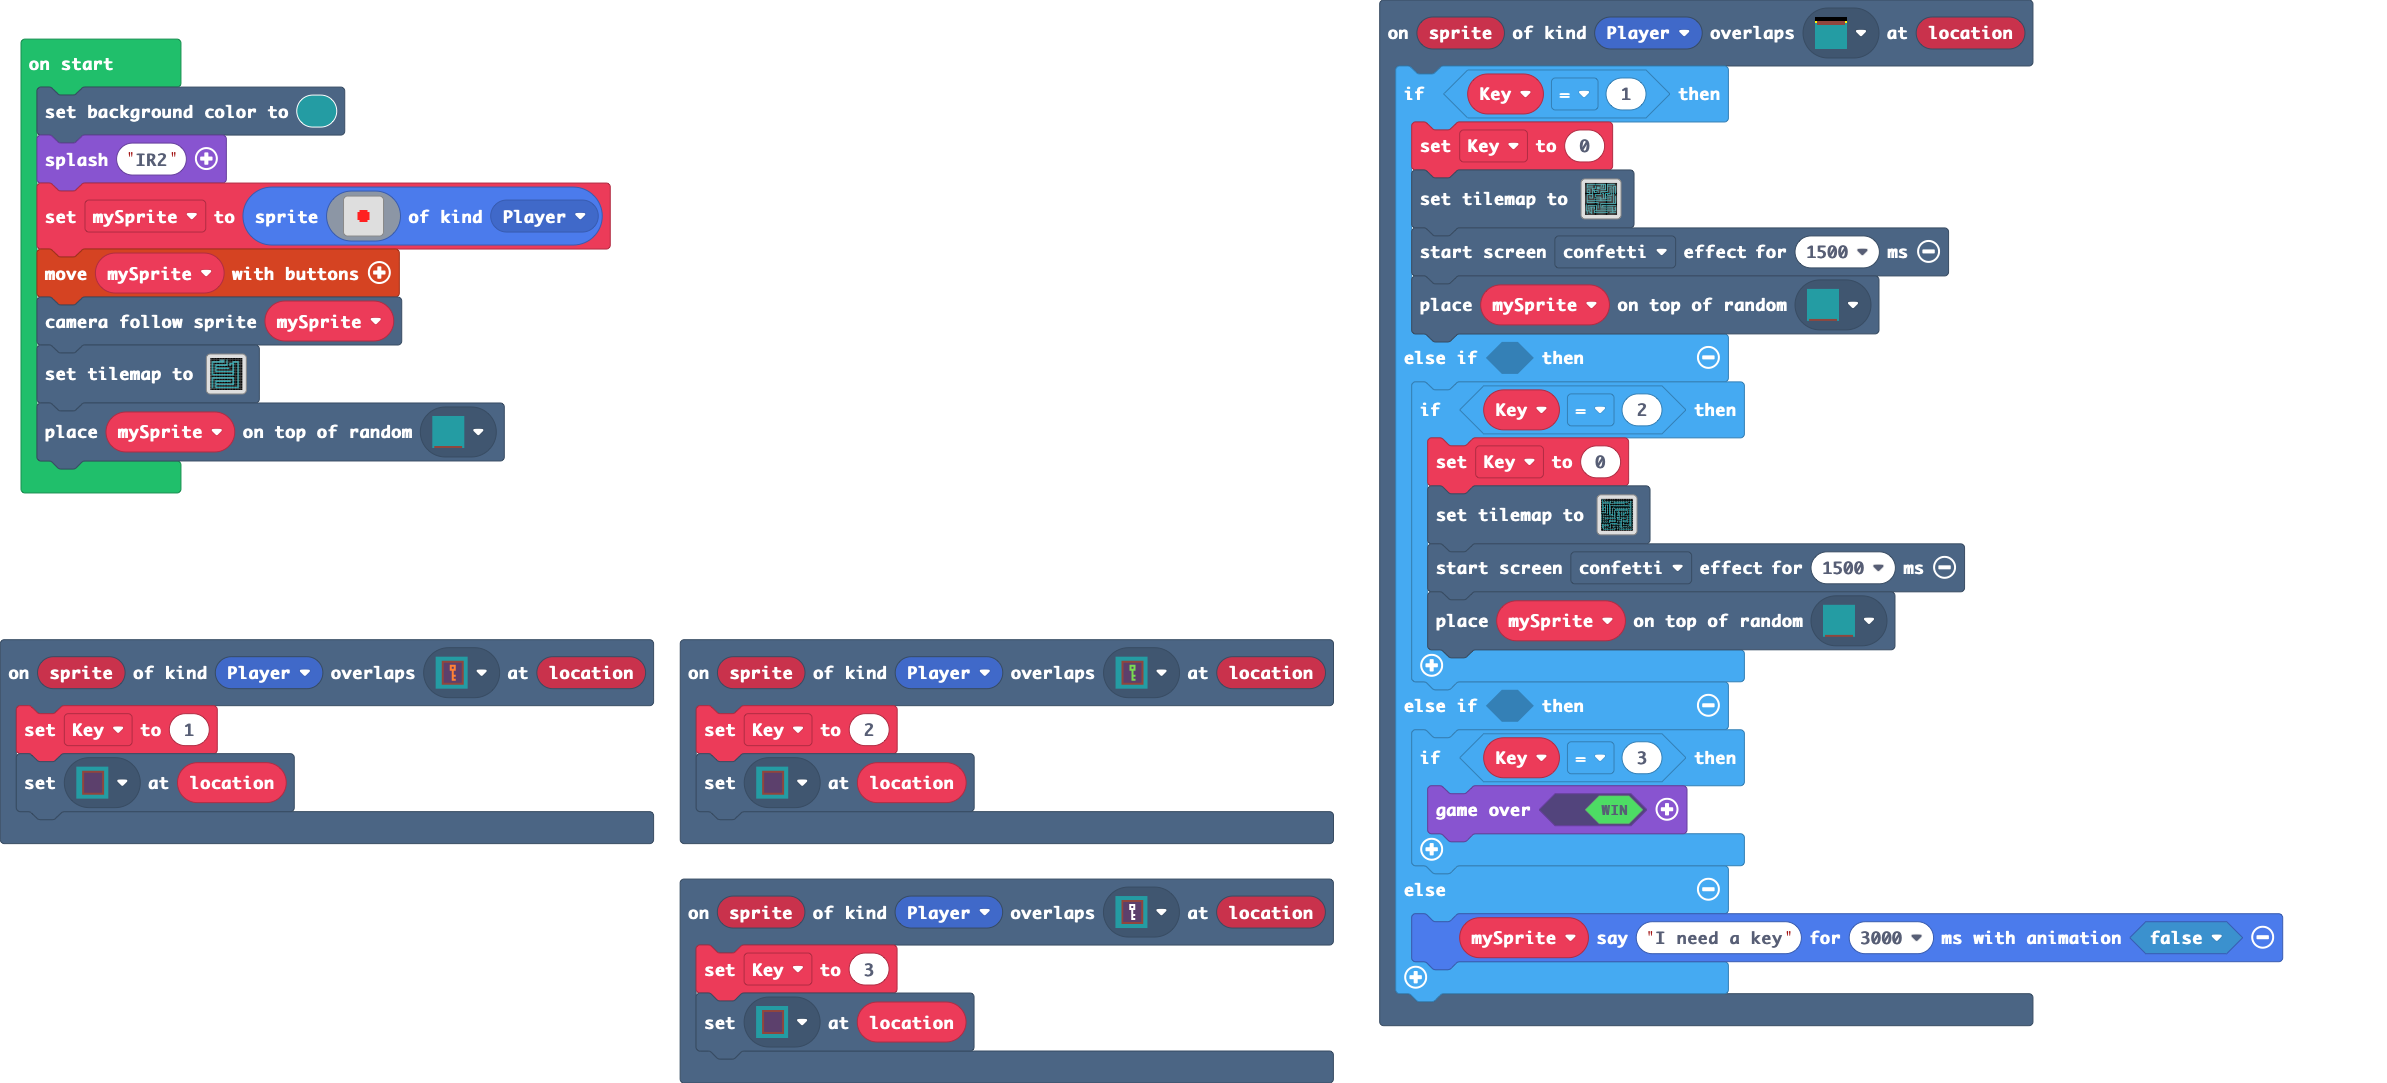 on start
set background color to
splash "IR2"
set mySprite to sprite of kind Player
move mySprite with buttons
camera follow sprite mySprite
set tilemap to
place mySprite on top of random
on sprite of kind Player overlaps at location
set Key to 1
set at location
on sprite of kind Player overlaps at location
set Key to 2
set at location
on sprite of kind Player overlaps at location
set Key to 3
set at location
on sprite of kind Player overlaps at location
if Key = 1 then
set Key to 0
set tilemap to
start screen confetti effect for 1500 ms
place mySprite on top of random
else if then
if Key = 2 then
set Key to 0
set tilemap to
start screen confetti effect for 1500 ms
place mySprite on top of random
else if then
if Key = 3 then
game over WIN
else
mySprite say "I need a key" for 3000 ms with animation false